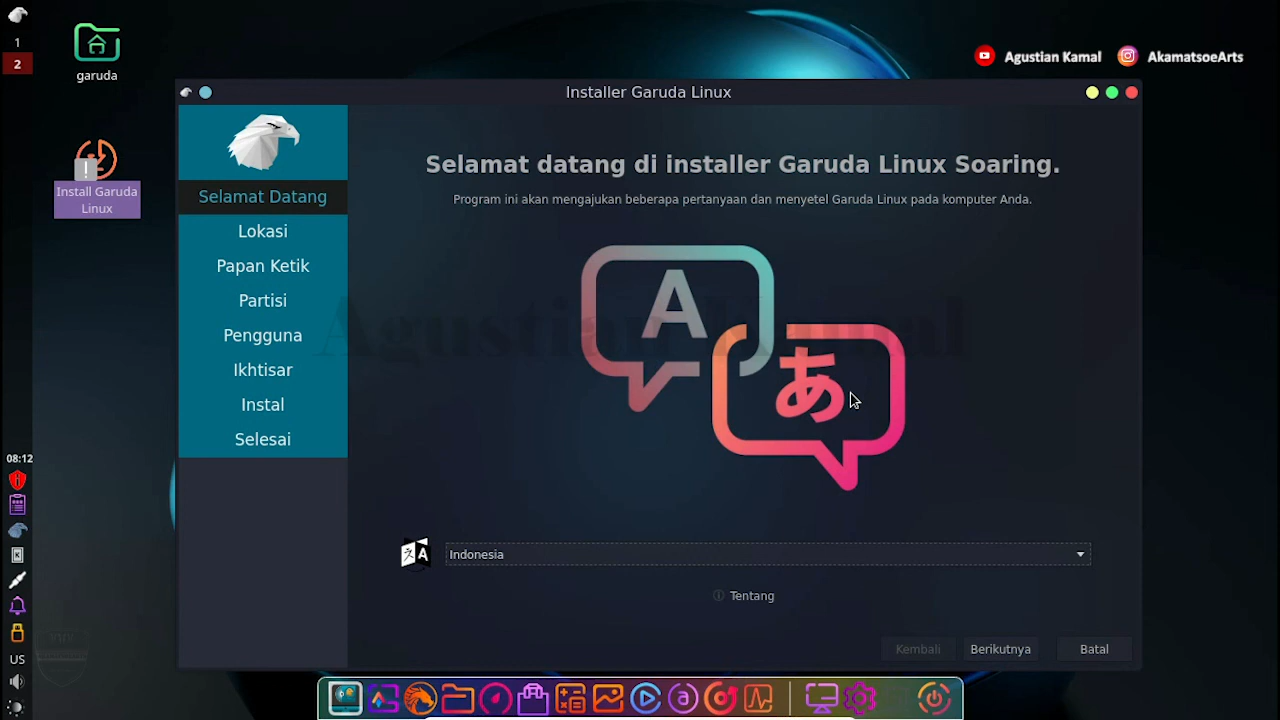 1
2
garuda
Install Garuda
Linux
Agustian Kamal
AkamatsoeArts
Installer Garuda Linux
Selamat Datang
Lokasi
Papan Ketik
Partisi
Pengguna
Ikhtisar
Instal
Selesai
Selamat datang di installer Garuda Linux Soaring.
Program ini akan mengajukan beberapa pertanyaan dan menyetel Garuda Linux pada komputer Anda.
A
あ
Agustian Kamal
Indonesia
Tentang
Kembali
Berikutnya
Batal
08:12
US